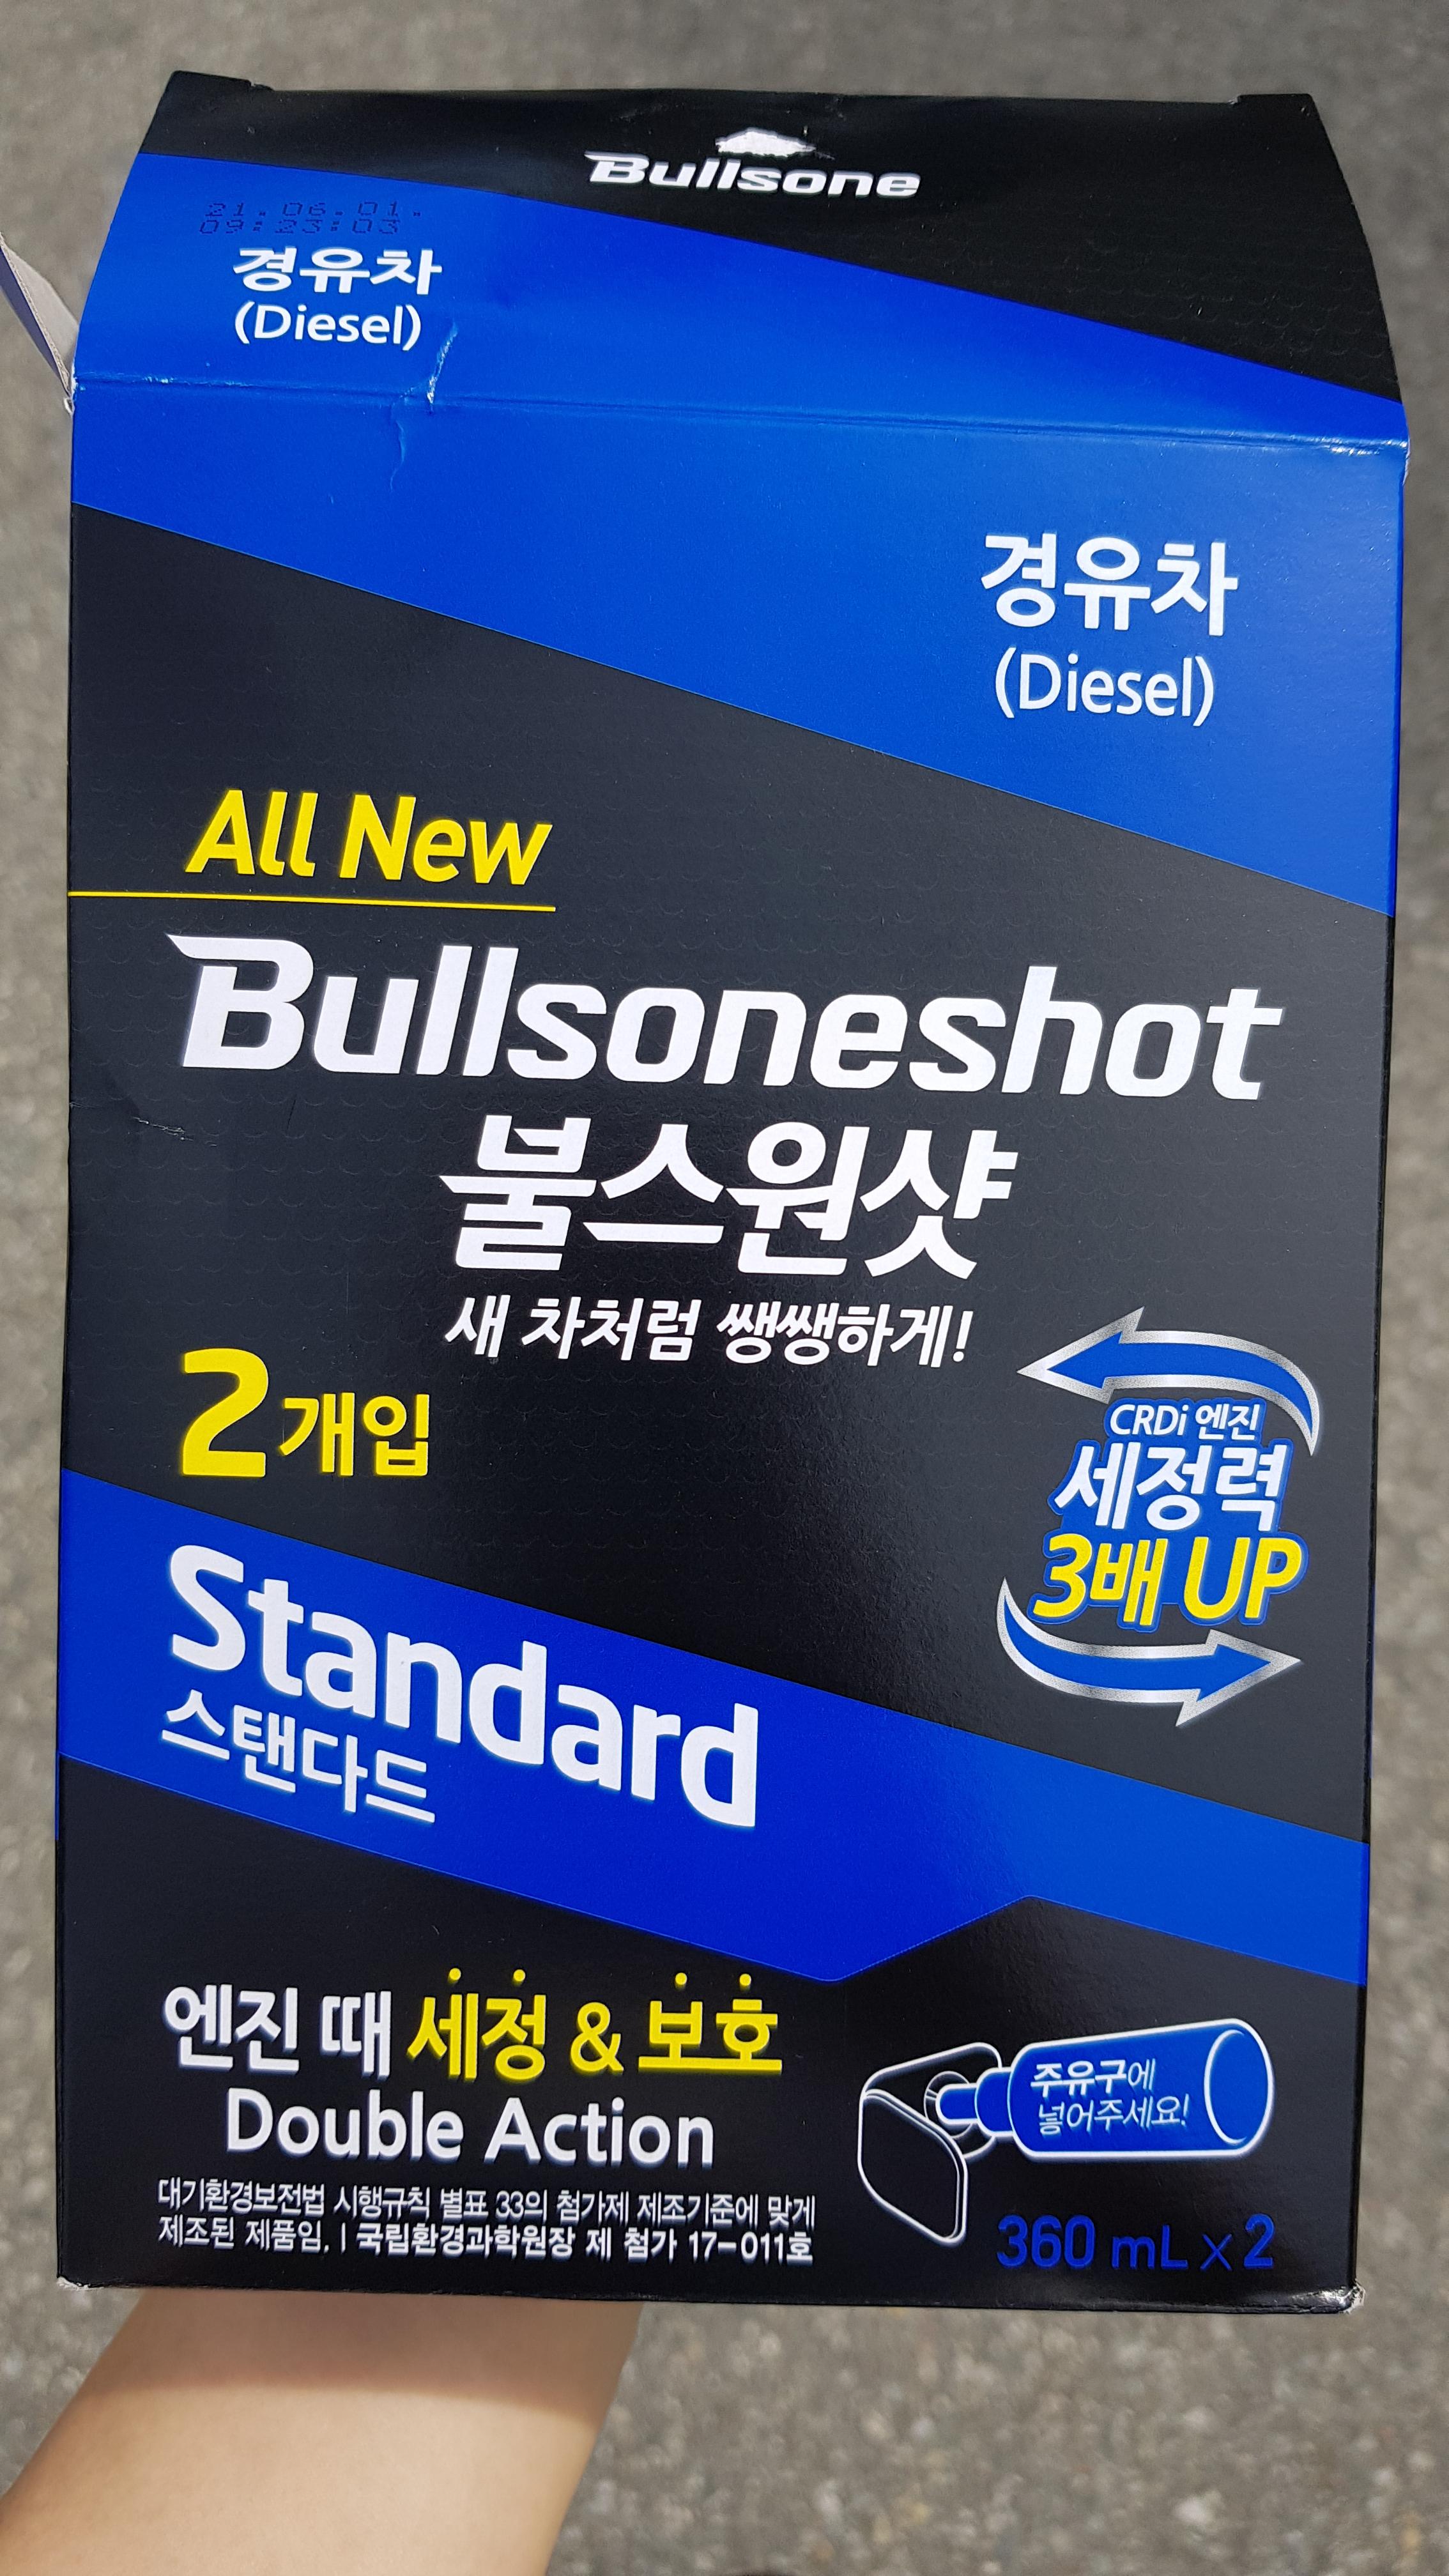 Bullsone
21.06.01.
09:23:03
경유차
(Diesel)
경유차
(Diesel)
All New
Bullsoneshot
불스원샷
새 차처럼 쌩쌩하게!
2개입
CRDi 엔진
세정력
3배 UP
Standard
스탠다드
엔진 때 세정 & 보호
Double Action
주유구에
넣어주세요!
대기환경보전법 시행규칙 별표 33의 첨가제 제조기준에 맞게
제조된 제품임. | 국립환경과학원장 제 첨가 17-011호
360 mL x 2